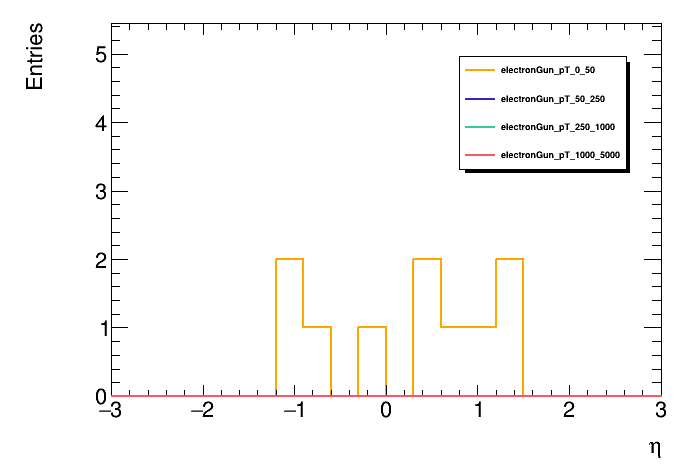 Entries
5
4
3
2
1
0
electronGun_pT_0_50
electronGun_pT_50_250
electronGun_pT_250_1000
electronGun_pT_1000_5000
−3 −2 −1 0 1 2 3
η